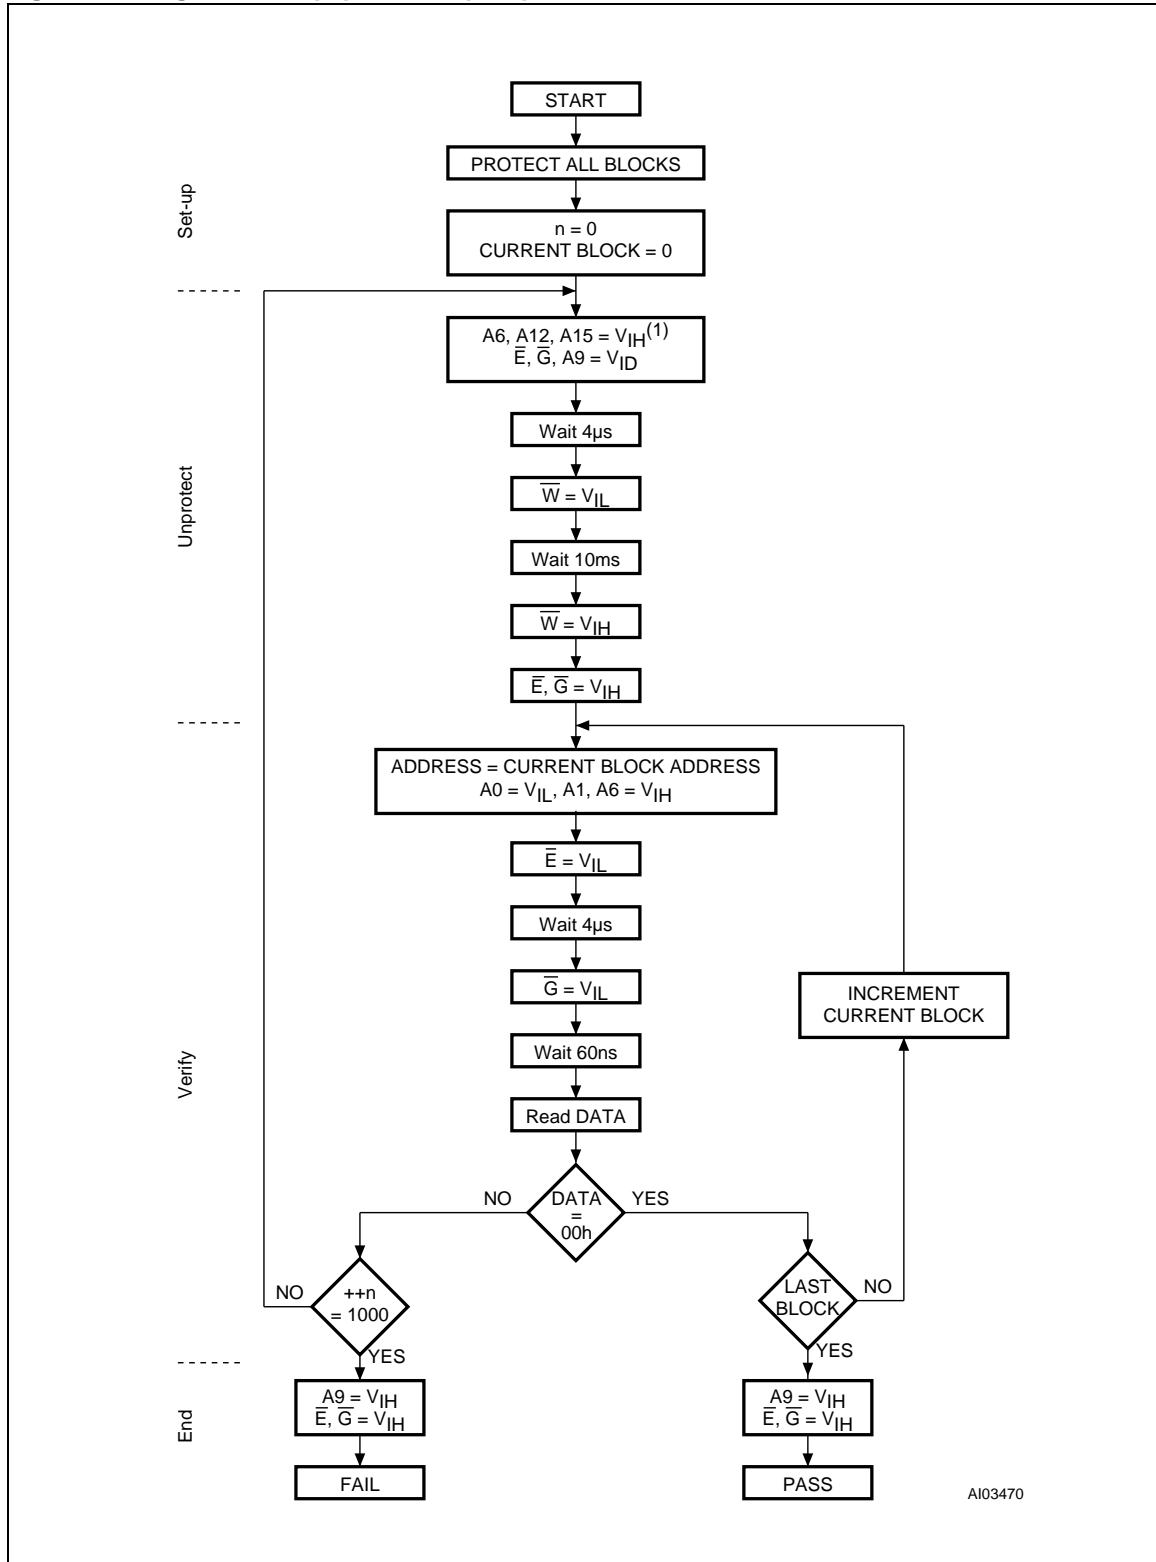 START
PROTECT ALL BLOCKS
n = 0
CURRENT BLOCK = 0
Set-up
A6, A12, A15 = VIH(1)
E̅, G̅, A9 = VID
Wait 4µs
W̅ = VIL
Wait 10ms
W̅ = VIH
E̅, G̅ = VIH
Unprotect
ADDRESS = CURRENT BLOCK ADDRESS
A0 = VIL, A1, A6 = VIH
E̅ = VIL
Wait 4µs
G̅ = VIL
INCREMENT
CURRENT BLOCK
Wait 60ns
Verify
Read DATA
NO
DATA
=
00h
YES
NO
++n
= 1000
YES
LAST
BLOCK
NO
YES
End
A9 = VIH
E̅, G̅ = VIH
A9 = VIH
E̅, G̅ = VIH
FAIL
PASS
AI03470